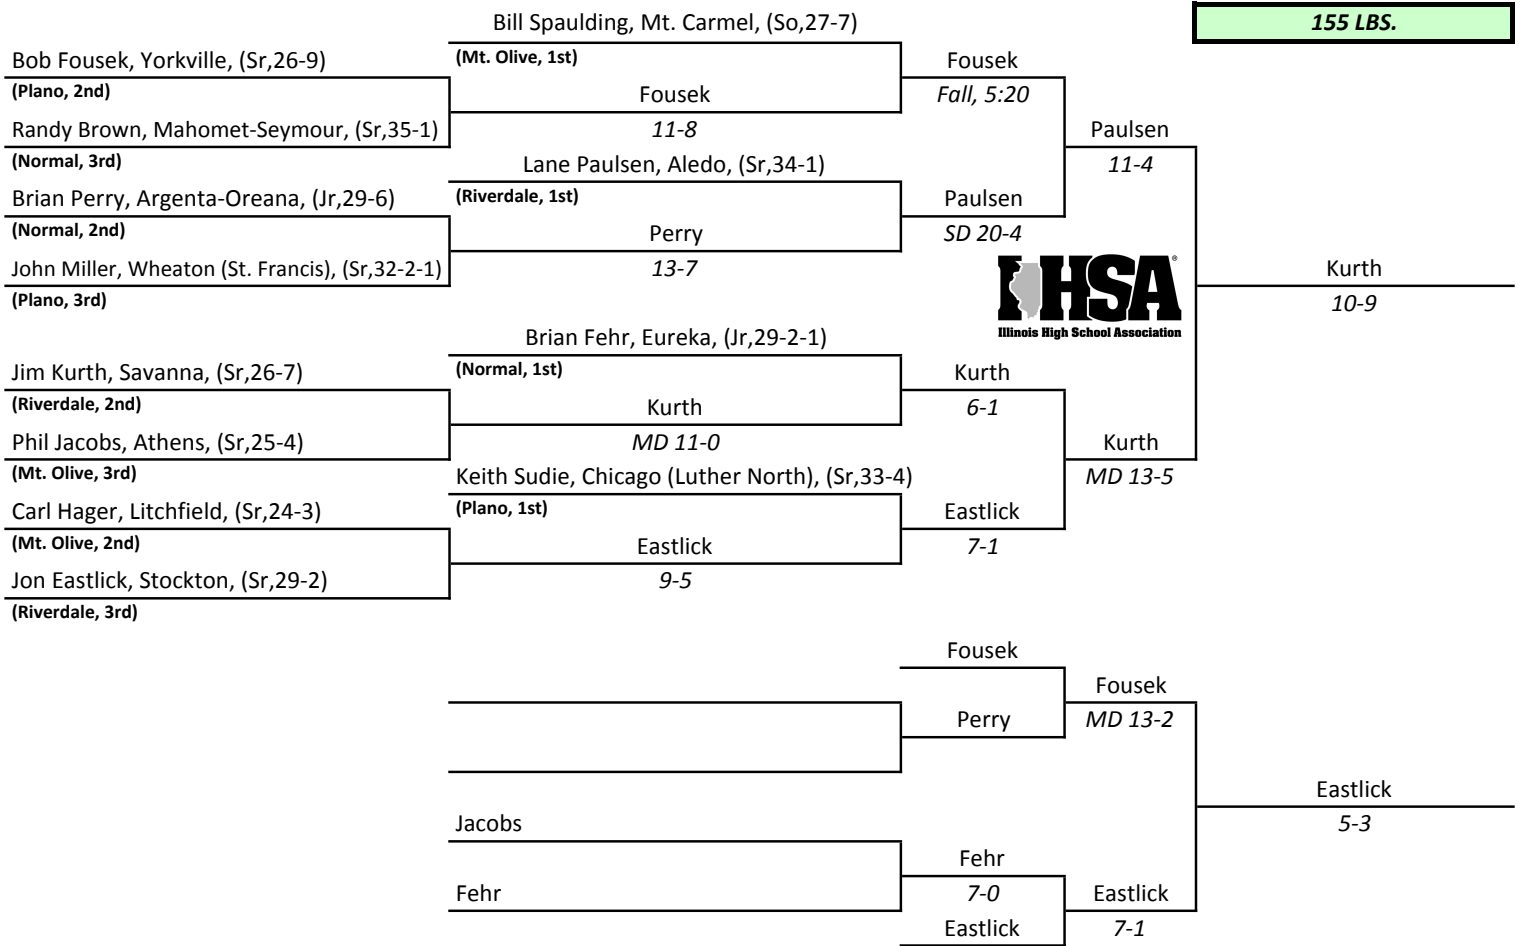 Bill Spaulding, Mt. Carmel, (So,27-7)
155 LBS.
(Mt. Olive, 1st)
Bob Fousek, Yorkville, (Sr,26-9)
Fousek
(Plano, 2nd)
Fousek
Fall, 5:20
Randy Brown, Mahomet-Seymour, (Sr,35-1)
11-8
Paulsen
(Normal, 3rd)
Lane Paulsen, Aledo, (Sr,34-1)
11-4
Brian Perry, Argenta-Oreana, (Jr,29-6)
(Riverdale, 1st)
Paulsen
(Normal, 2nd)
Perry
SD 20-4
John Miller, Wheaton (St. Francis), (Sr,32-2-1)
13-7
IHSA®
Illinois High School Association
Kurth
(Plano, 3rd)
10-9
Brian Fehr, Eureka, (Jr,29-2-1)
Jim Kurth, Savanna, (Sr,26-7)
(Normal, 1st)
Kurth
(Riverdale, 2nd)
Kurth
6-1
Phil Jacobs, Athens, (Sr,25-4)
MD 11-0
Kurth
(Mt. Olive, 3rd)
Keith Sudie, Chicago (Luther North), (Sr,33-4)
MD 13-5
Carl Hager, Litchfield, (Sr,24-3)
(Plano, 1st)
Eastlick
(Mt. Olive, 2nd)
Eastlick
7-1
Jon Eastlick, Stockton, (Sr,29-2)
9-5
(Riverdale, 3rd)
Fousek
Fousek
Perry
MD 13-2
Eastlick
Jacobs
5-3
Fehr
Fehr
7-0
Eastlick
Eastlick
7-1